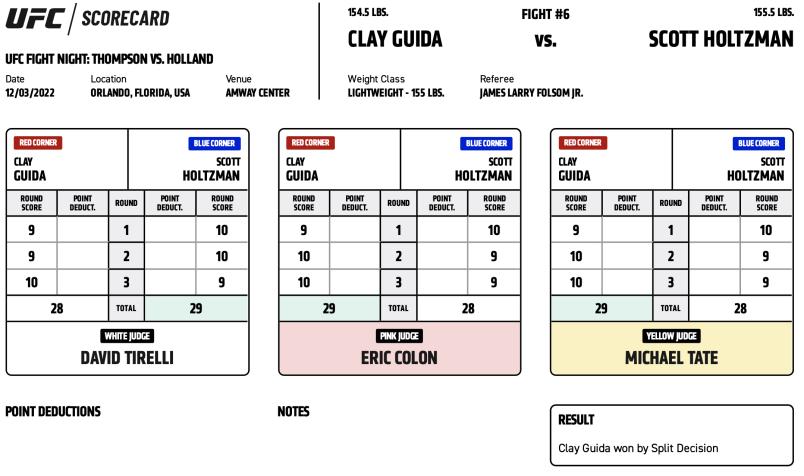 UFC / SCORECARD
UFC FIGHT NIGHT: THOMPSON VS. HOLLAND
Date Location Venue
12/03/2022 ORLANDO, FLORIDA, USA AMWAY CENTER
154.5 LBS. FIGHT #6 155.5 LBS.
CLAY GUIDA vs. SCOTT HOLTZMAN
Weight Class Referee
LIGHTWEIGHT - 155 LBS. JAMES LARRY FOLSOM JR.
RED CORNER BLUE CORNER
CLAY SCOTT
GUIDA HOLTZMAN
ROUND POINT ROUND POINT ROUND
SCORE DEDUCT. DEDUCT. SCORE
9 1 10
9 2 10
10 3 9
28 TOTAL 29
WHITE JUDGE
DAVID TIRELLI
RED CORNER BLUE CORNER
CLAY SCOTT
GUIDA HOLTZMAN
ROUND POINT ROUND POINT ROUND
SCORE DEDUCT. DEDUCT. SCORE
9 1 10
10 2 9
10 3 9
29 TOTAL 28
PINK JUDGE
ERIC COLON
RED CORNER BLUE CORNER
CLAY SCOTT
GUIDA HOLTZMAN
ROUND POINT ROUND POINT ROUND
SCORE DEDUCT. DEDUCT. SCORE
9 1 10
10 2 9
10 3 9
29 TOTAL 28
YELLOW JUDGE
MICHAEL TATE
POINT DEDUCTIONS
NOTES
RESULT
Clay Guida won by Split Decision